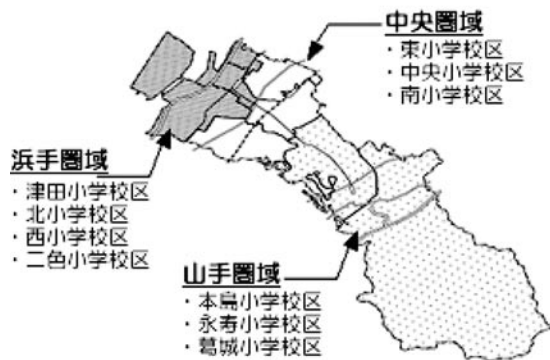 中央圏域
・東小学校区
・中央小学校区
・南小学校区
浜手圏域
・津田小学校区
・北小学校区
・西小学校区
・二色小学校区
山手圏域
・本島小学校区
・永寿小学校区
・葛城小学校区